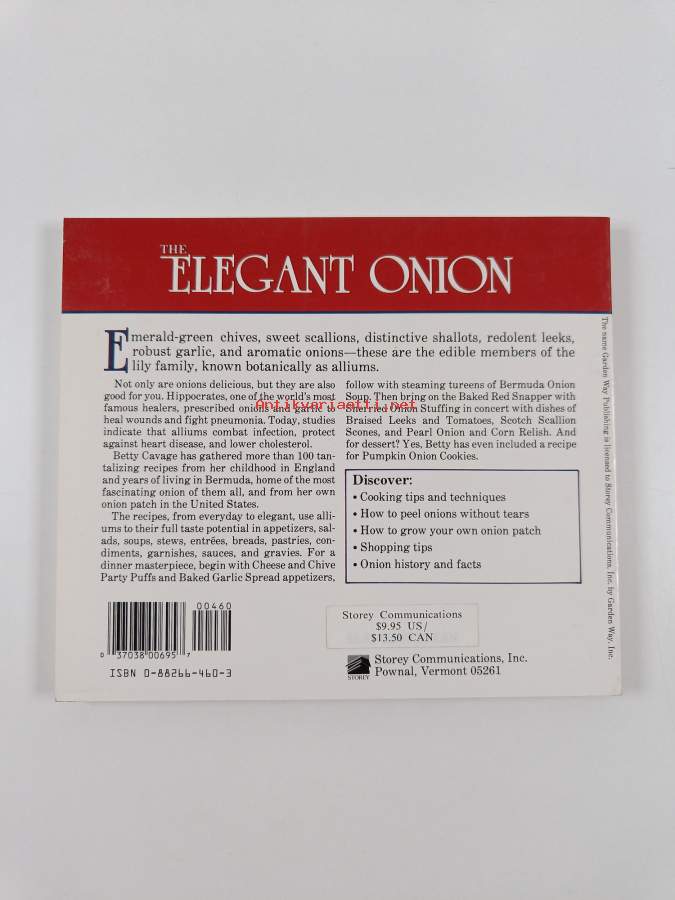 THE
ELEGANT ONION
Emerald-green chives, sweet scallions, distinctive shallots, redolent leeks,
robust garlic, and aromatic onions—these are the edible members of the
lily family, known botanically as alliums.
Not only are onions delicious, but they are also
good for you. Hippocrates, one of the world's most
famous healers, prescribed onions and garlic to
heal wounds and fight pneumonia. Today, studies
indicate that alliums combat infection, protect
against heart disease, and lower cholesterol.
Betty Cavage has gathered more than 100 tan-
talizing recipes from her childhood in England
and years of living in Bermuda, home of the most
fascinating onion of them all, and from her own
onion patch in the United States.
The recipes, from everyday to elegant, use alli-
ums to their full taste potential in appetizers, sal-
ads, soups, stews, entrées, breads, pastries, con-
diments, garnishes, sauces, and gravies. For a
dinner masterpiece, begin with Cheese and Chive
Party Puffs and Baked Garlic Spread appetizers,
follow with steaming tureens of Bermuda Onion
Soup. Then bring on the Baked Red Snapper with
Sherried Onion Stuffing in concert with dishes of
Braised Leeks and Tomatoes, Scotch Scallion
Scones, and Pearl Onion and Corn Relish. And
for dessert? Yes, Betty has even included a recipe
for Pumpkin Onion Cookies.
Discover:
• Cooking tips and techniques
• How to peel onions without tears
• How to grow your own onion patch
• Shopping tips
• Onion history and facts
Antikvariaatti.net
The name Garden Way Publishing is licensed to Storey Communications, Inc. by Garden Way, Inc.
00460
0 37038 00695 7
ISBN 0-88266-460-3
Storey Communications
$9.95 US/
$13.50 CAN
STOREY
Storey Communications, Inc.
Pownal, Vermont 05261